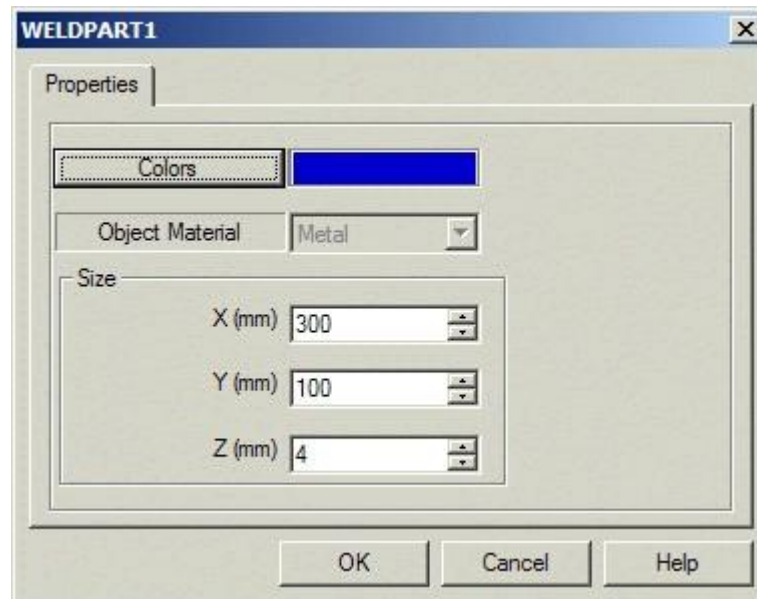 WELDPART1
Properties
Colors
Object Material Metal
Size
X (mm) 300
Y (mm) 100
Z (mm) 4
OK Cancel Help